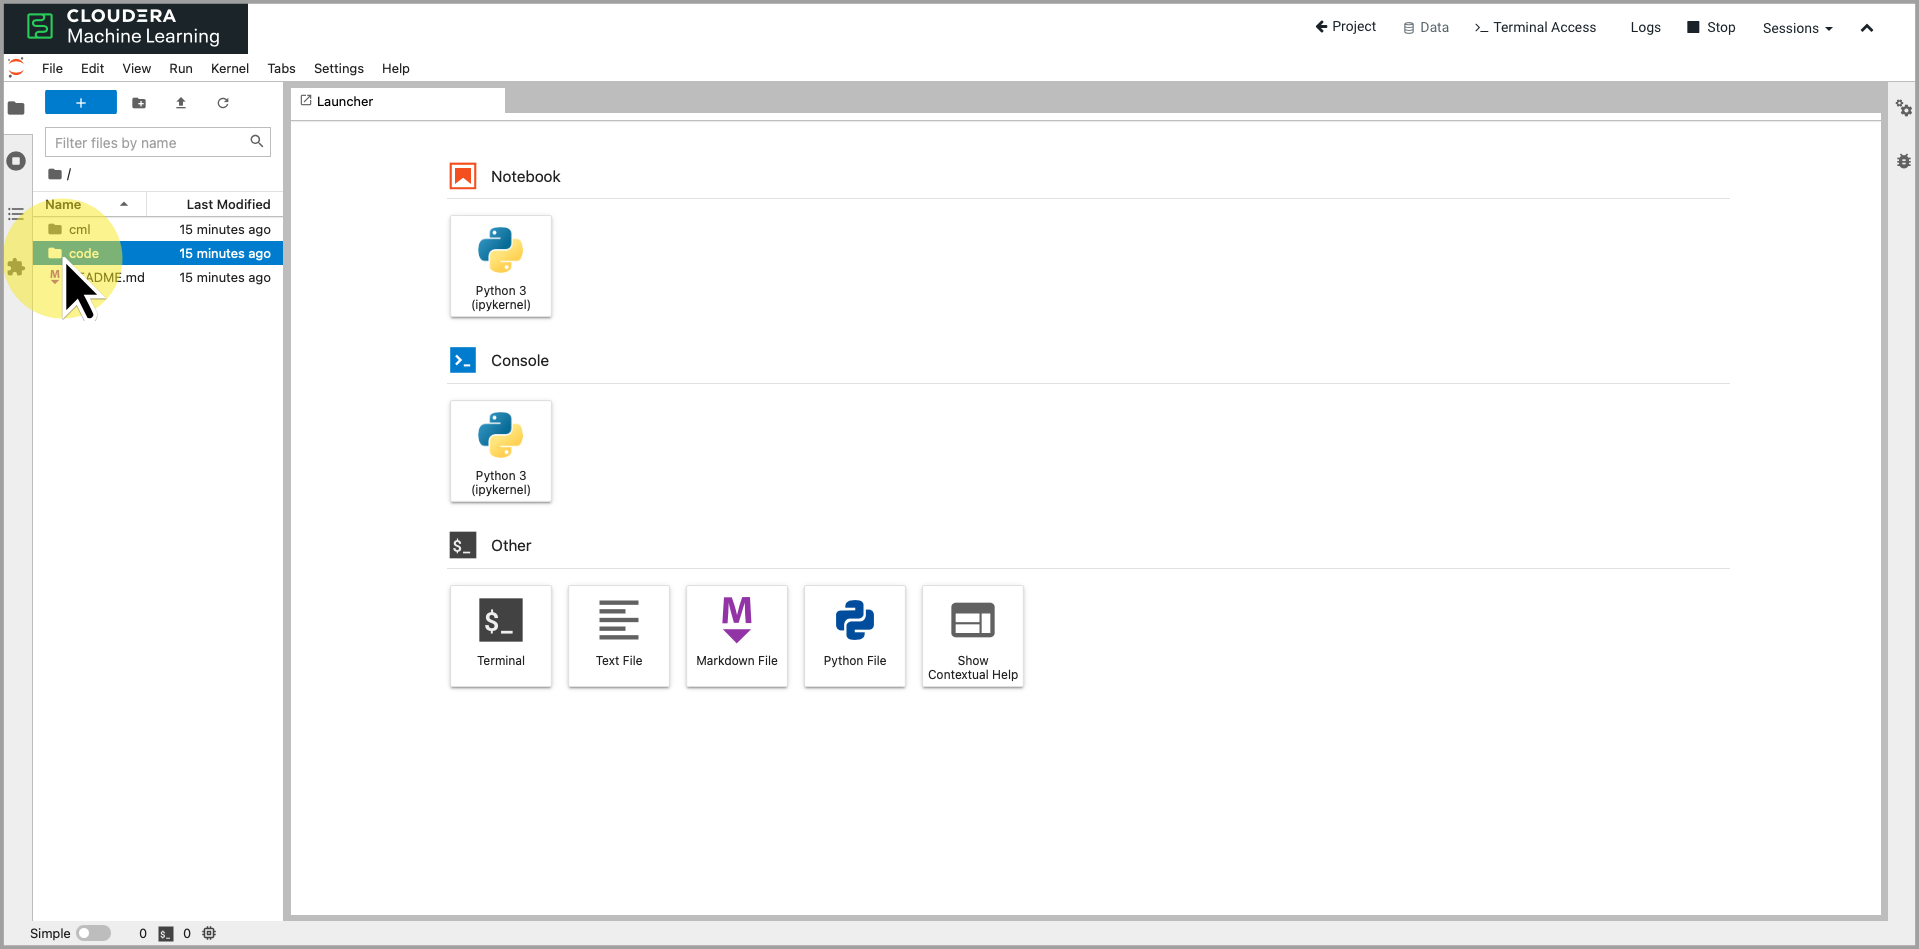 CLOUDERA
Machine Learning
Project Data Terminal Access Logs Stop Sessions
File Edit View Run Kernel Tabs Settings Help
+
Launcher
Filter files by name
/
Name Last Modified
cml 15 minutes ago
code 15 minutes ago
ADME.md 15 minutes ago
Notebook
Python 3
(ipykernel)
Console
Python 3
(ipykernel)
$_ Other
$_
Terminal
Text File
M
Markdown File
Python File
Show
Contextual Help
Simple 0 $_ 0